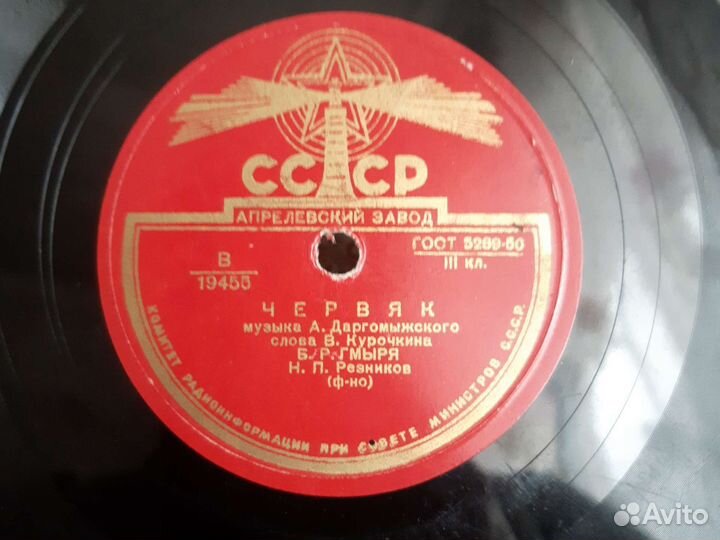 СССР
АПРЕЛЕВСКИЙ ЗАВОД
В
19455
ГОСТ 5289-50
III КЛ.
ЧЕРВЯК
музыка А. Даргомыжского
слова В. Курочкина
Б. Р. ГМЫРЯ
Н. П. Резников
(ф-но)
КОМИТЕТ РАДИОИНФОРМАЦИИ ПРИ СОВЕТЕ МИНИСТРОВ С.С.С.Р.
Avito